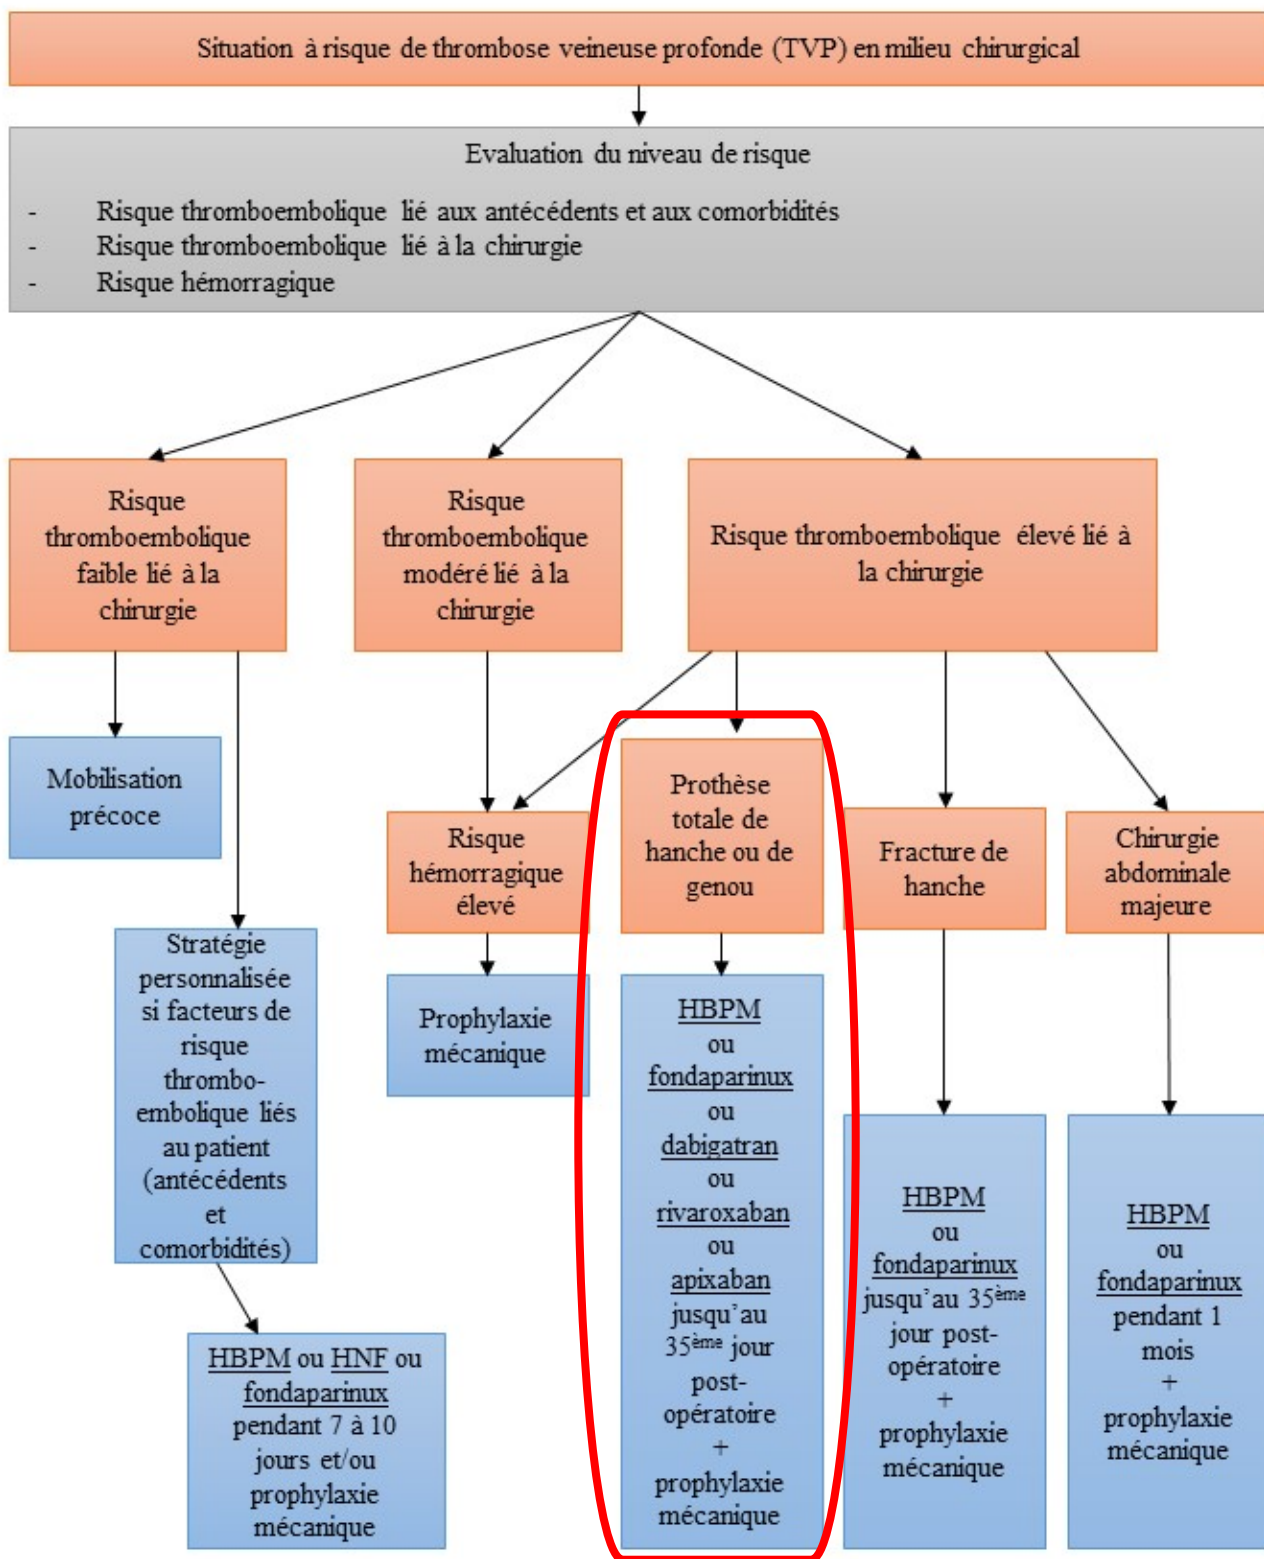 Situation à risque de thrombose veineuse profonde (TVP) en milieu chirurgical
Evaluation du niveau de risque
- Risque thromboembolique lié aux antécédents et aux comorbidités
- Risque thromboembolique lié à la chirurgie
- Risque hémorragique
Risque
thromboembolique
faible lié à la
chirurgie
Risque
thromboembolique
modéré lié à la
chirurgie
Risque thromboembolique élevé lié à
la chirurgie
Mobilisation
précoce
Risque
hémorragique
élevé
Prothèse
totale de
hanche ou de
genou
Fracture de
hanche
Chirurgie
abdominale
majeure
Stratégie
personnalisée
si facteurs de
risque
thrombo-
embolique liés
au patient
(antécédents
et
comorbidités)
Prophylaxie
mécanique
HBPM
ou
fondaparinux
ou
dabigatran
ou
rivaroxaban
ou
apixaban
jusqu’au
35ème jour
post-
opératoire
+
prophylaxie
mécanique
HBPM
ou
fondaparinux
jusqu’au 35ème
jour post-
opératoire
+
prophylaxie
mécanique
HBPM
ou
fondaparinux
pendant 1
mois
+
prophylaxie
mécanique
HBPM ou HNF ou
fondaparinux
pendant 7 à 10
jours et/ou
prophylaxie
mécanique